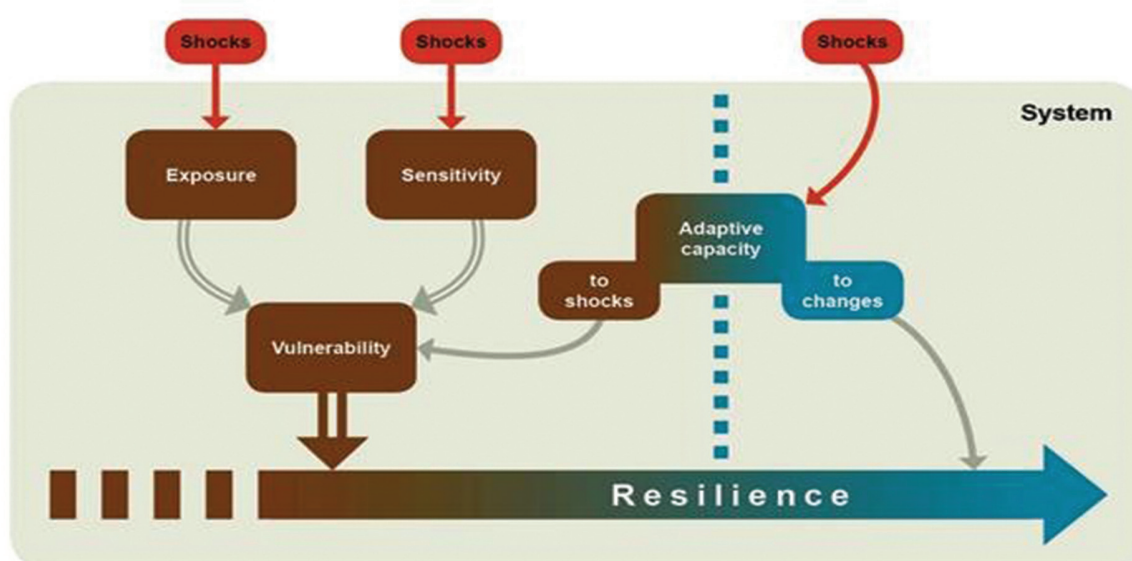 Shocks
Shocks
Shocks
System
Exposure
Sensitivity
Adaptive
capacity
to
shocks
to
changes
Vulnerability
Resilience